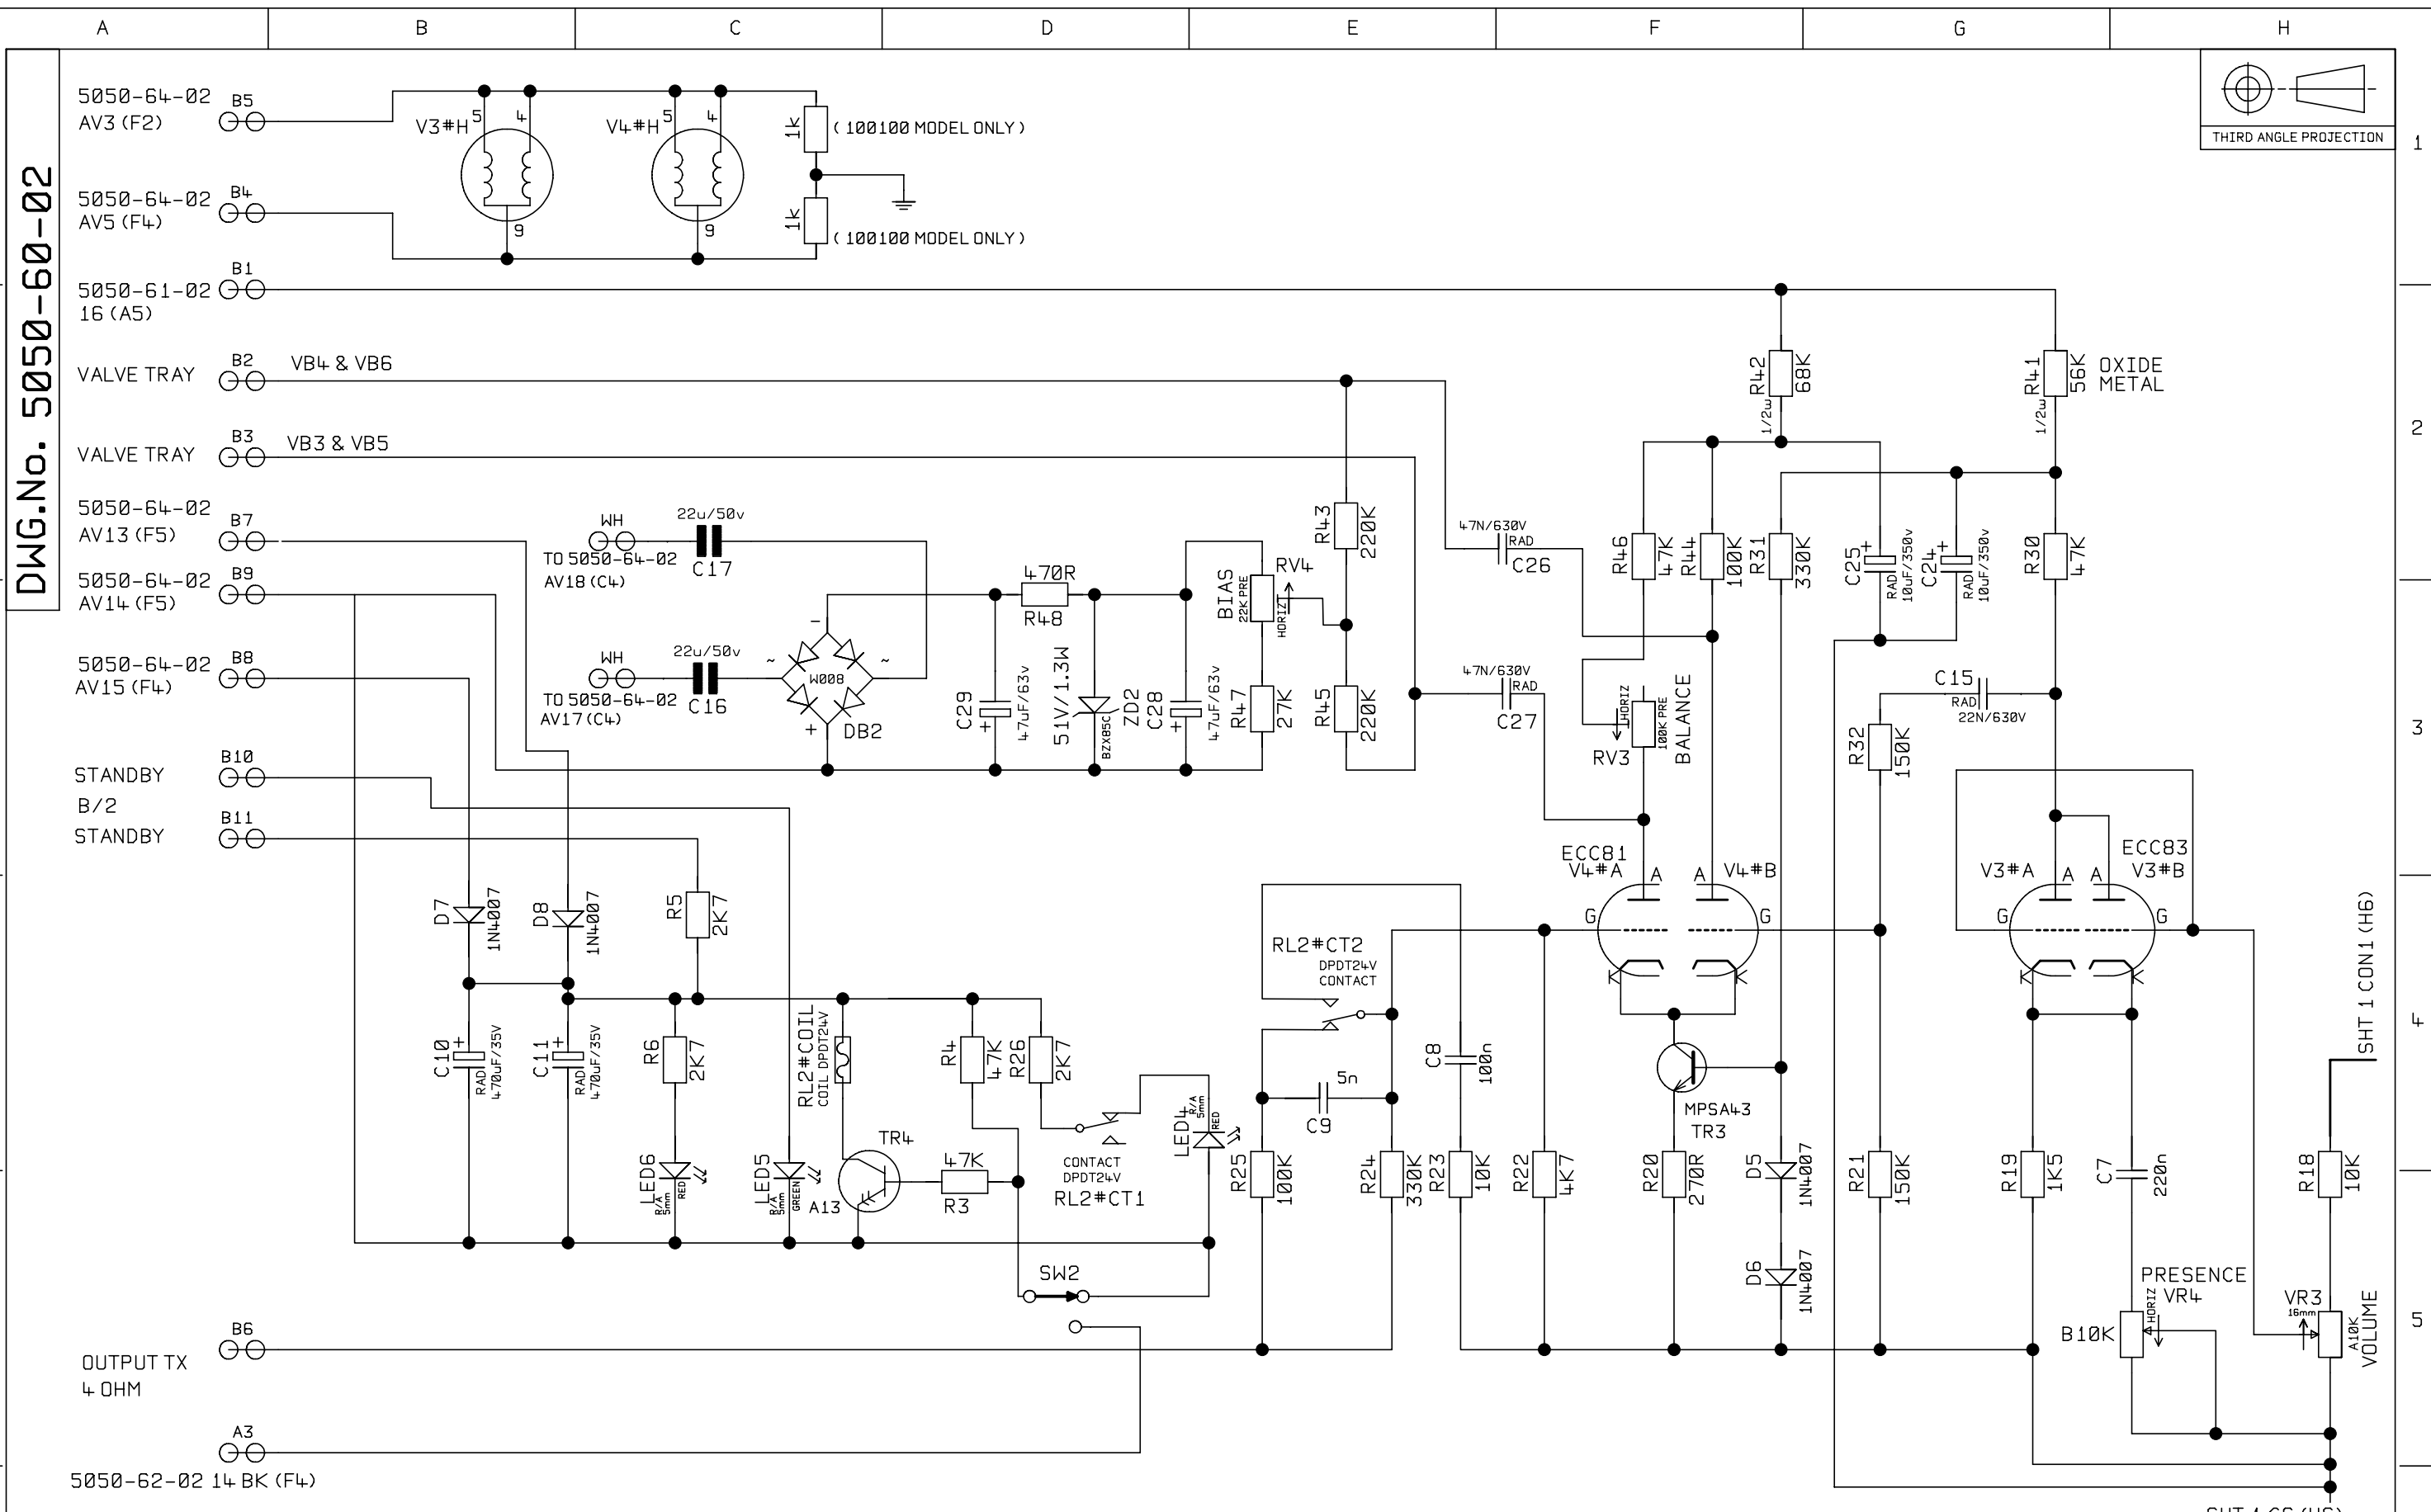 A B C D E F G H
DWG.No. 5050-60-02
THIRD ANGLE PROJECTION
1
2
3
4
5
5050-64-02
AV3 (F2)
B5
V3#H
5 4
9
V4#H
5 4
9
1k
( 100100 MODEL ONLY )
1k
( 100100 MODEL ONLY )
5050-64-02
AV5 (F4)
B4
5050-61-02
16 (A5)
B1
VALVE TRAY
B2
VB4 & VB6
VALVE TRAY
B3
VB3 & VB5
5050-64-02
AV13 (F5)
B7
5050-64-02
AV14 (F5)
B9
5050-64-02
AV15 (F4)
B8
STANDBY
B10
B/2
STANDBY
B11
WH
22u/50v
C17
TO 5050-64-02
AV18 (C4)
WH
22u/50v
C16
TO 5050-64-02
AV17 (C4)
-
~ ~
W008
+
DB2
470R
R48
C29
+
47uF/63v
51V/1.3W
BZX85C
ZD2
C28
+
47uF/63v
BIAS
22K PRE
HORIZ
RV4
R47
27K
R43
220K
R45
220K
47N/630V
RAD
C26
47N/630V
RAD
C27
R42
68K
1/2w
R41
56K
1/2w
OXIDE
METAL
R46
47K
R44
100K
R31
330K
C25
+
RAD
10uF/350v
C24
+
RAD
10uF/350v
R30
47K
HORIZ
RV3
100K PRE
BALANCE
C15
RAD
22N/630V
R32
150K
ECC81
V4#A
A A
V4#B
G G
K K
ECC83
V3#A
A A
V3#B
G G
K K
D7
1N4007
D8
1N4007
R5
2K7
C10
+
RAD
470uF/35V
C11
+
RAD
470uF/35V
R6
2K7
RL2#COIL
COIL DPDT24V
R4
47K
R26
2K7
LED6
R/A
5mm
RED
LED5
R/A
5mm
GREEN
TR4
A13
47K
R3
CONTACT
DPDT24V
RL2#CT1
LED4
R/A
5mm
RED
SW2
RL2#CT2
DPDT24V
CONTACT
5n
C9
C8
100n
R25
100K
R24
330K
R23
10K
R22
4K7
MPSA43
TR3
R20
270R
D5
1N4007
D6
1N4007
R21
150K
R19
1K5
C7
220n
R18
10K
SHT 1 CON1 (H6)
PRESENCE
VR4
HORIZ
B10K
VR3
16mm
A10K
VOLUME
OUTPUT TX
4 OHM
B6
A3
5050-62-02 14 BK (F4)